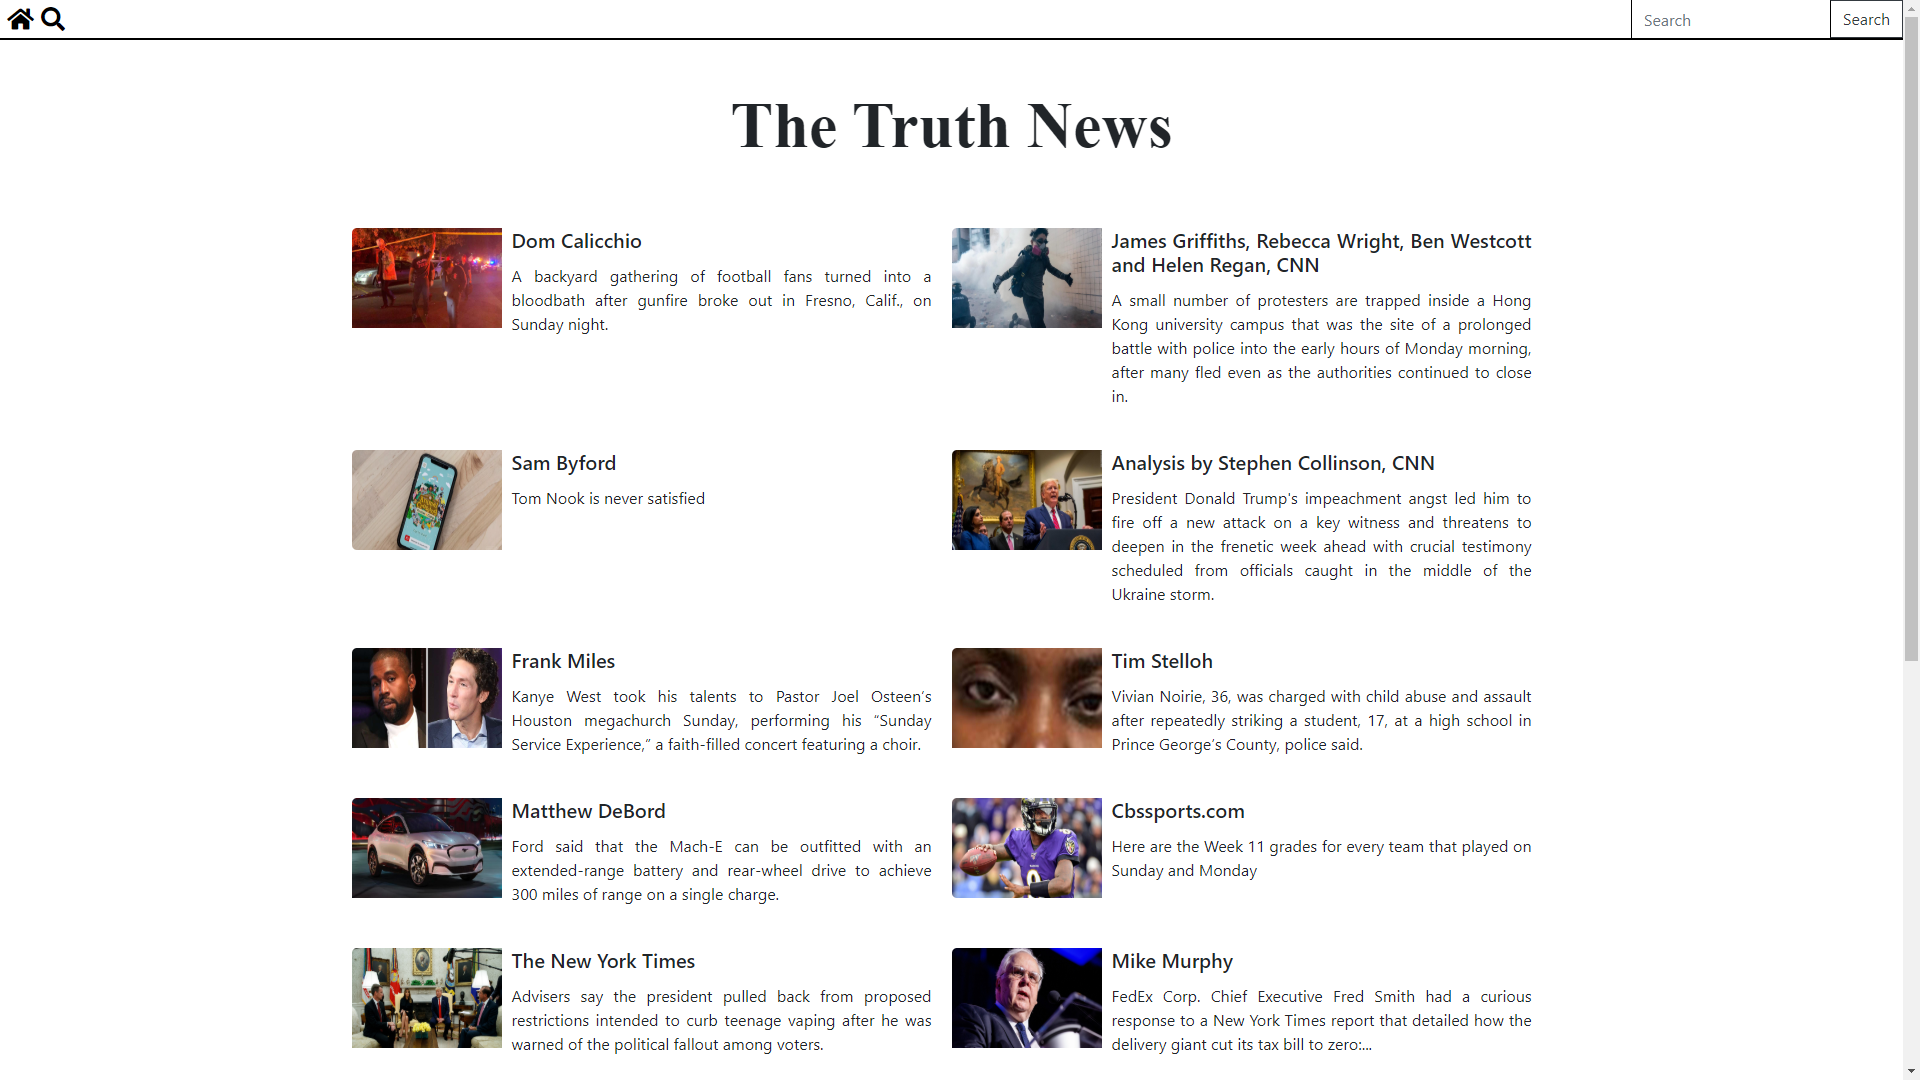 Search
Search
The Truth News
Dom Calicchio
A backyard gathering of football fans turned into a
bloodbath after gunfire broke out in Fresno, Calif., on
Sunday night.
James Griffiths, Rebecca Wright, Ben Westcott
and Helen Regan, CNN
A small number of protesters are trapped inside a Hong
Kong university campus that was the site of a prolonged
battle with police into the early hours of Monday morning,
after many fled even as the authorities continued to close
in.
Sam Byford
Tom Nook is never satisfied
Analysis by Stephen Collinson, CNN
President Donald Trump's impeachment angst led him to
fire off a new attack on a key witness and threatens to
deepen in the frenetic week ahead with crucial testimony
scheduled from officials caught in the middle of the
Ukraine storm.
Frank Miles
Kanye West took his talents to Pastor Joel Osteen’s
Houston megachurch Sunday, performing his “Sunday
Service Experience,” a faith-filled concert featuring a choir.
Tim Stelloh
Vivian Noirie, 36, was charged with child abuse and assault
after repeatedly striking a student, 17, at a high school in
Prince George’s County, police said.
Matthew DeBord
Ford said that the Mach-E can be outfitted with an
extended-range battery and rear-wheel drive to achieve
300 miles of range on a single charge.
Cbssports.com
Here are the Week 11 grades for every team that played on
Sunday and Monday
The New York Times
Advisers say the president pulled back from proposed
restrictions intended to curb teenage vaping after he was
warned of the political fallout among voters.
Mike Murphy
FedEx Corp. Chief Executive Fred Smith had a curious
response to a New York Times report that detailed how the
delivery giant cut its tax bill to zero:...